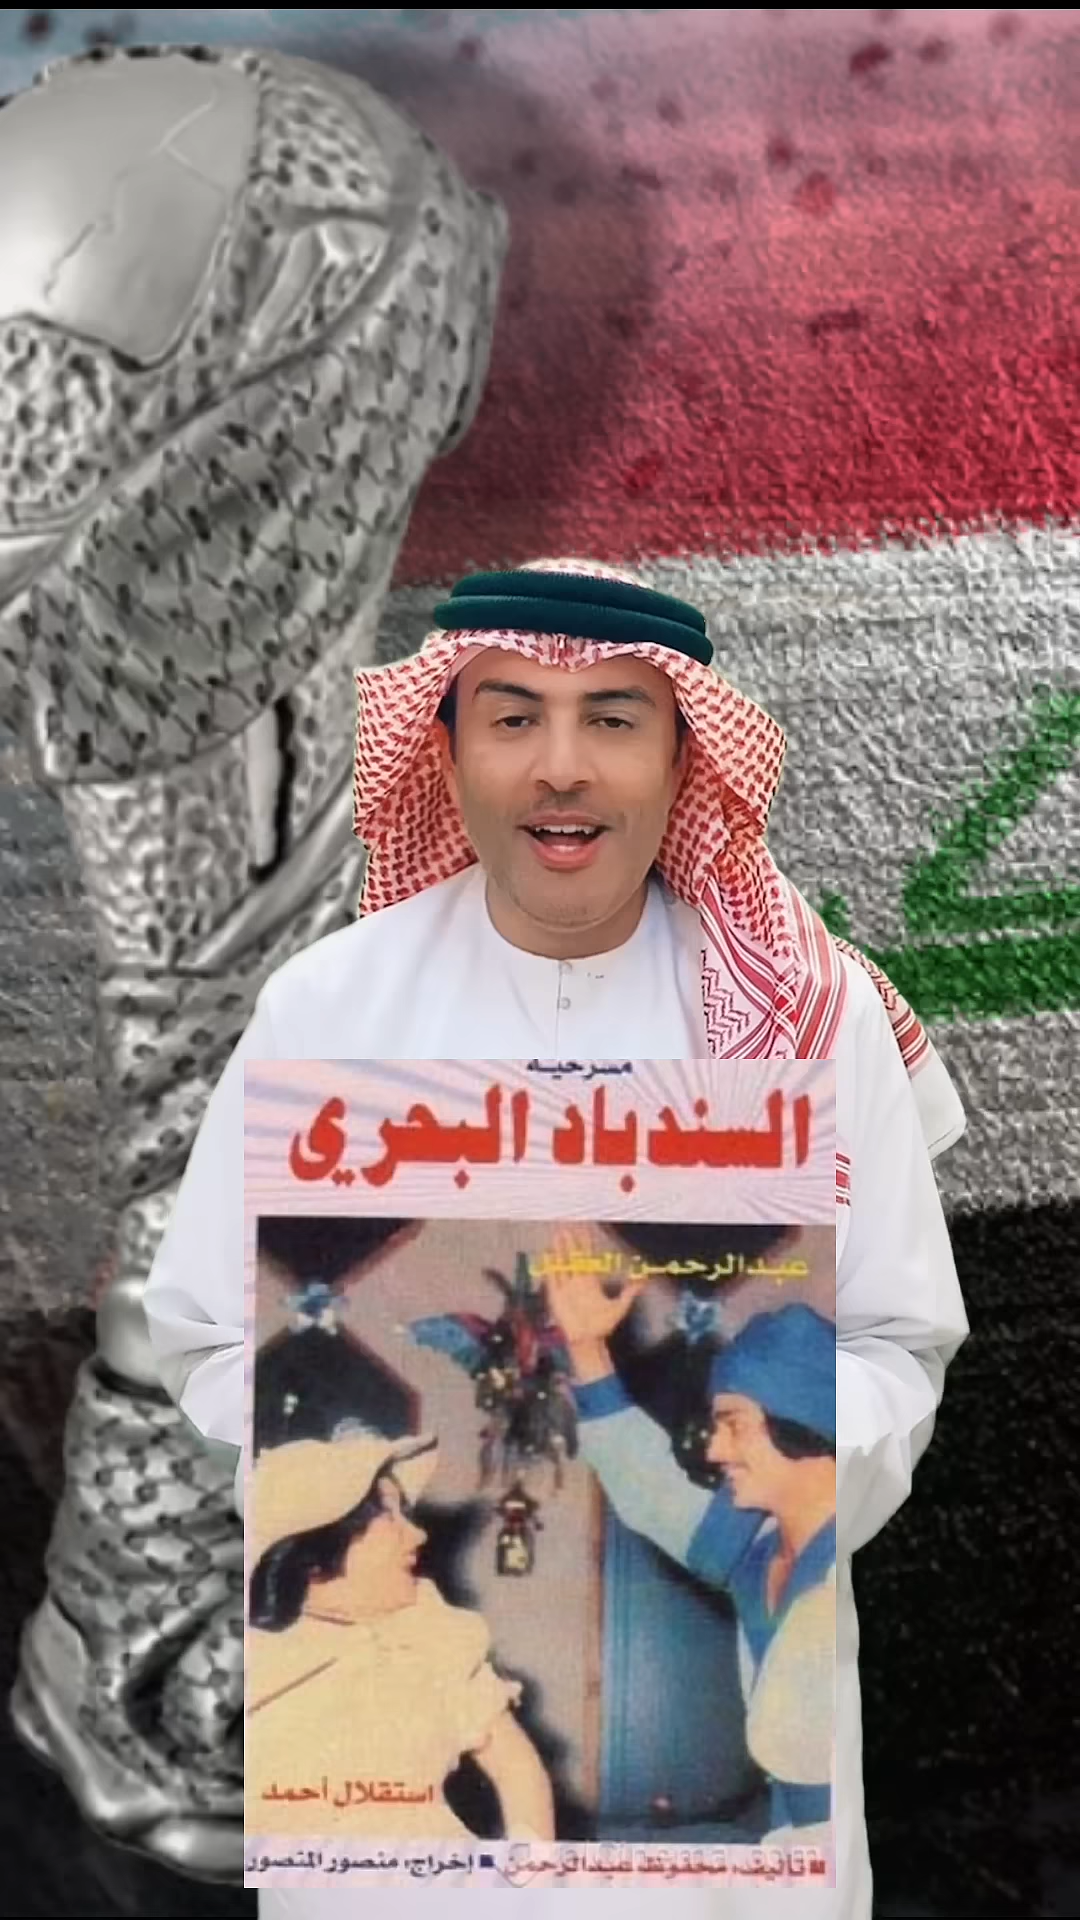 مسرحية
السندباد البحري
عبدالرحمن العقل
استقلال أحمد
■ تأليف: محفوظ عبدالرحمن ■ إخراج: منصور المنصور